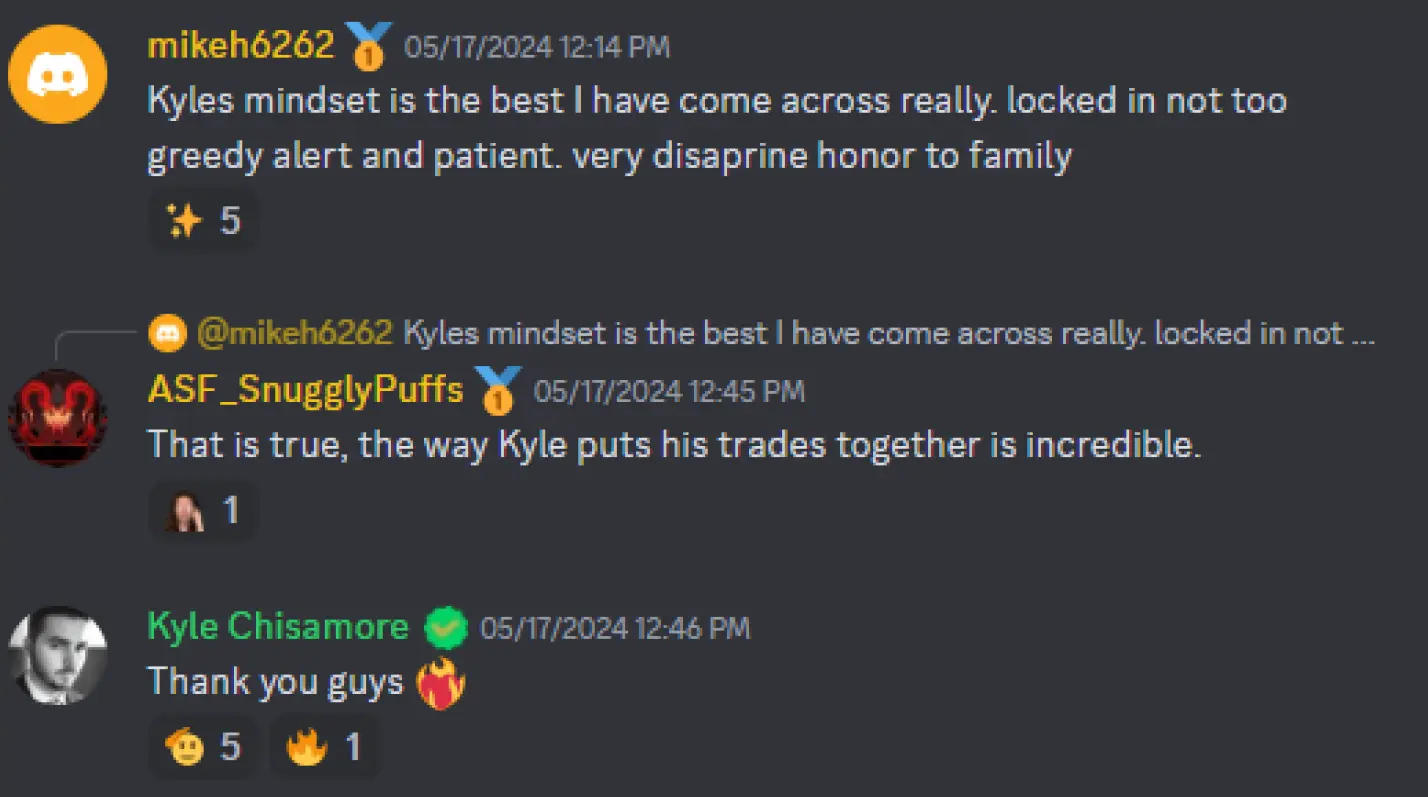 mikeh6262 05/17/2024 12:14 PM
Kyles mindset is the best I have come across really. locked in not too
greedy alert and patient. very disaprine honor to family
5
@mikeh6262 Kyles mindset is the best I have come across really. locked in not ...
ASF_SnugglyPuffs 05/17/2024 12:45 PM
That is true, the way Kyle puts his trades together is incredible.
1
Kyle Chisamore 05/17/2024 12:46 PM
Thank you guys
5 1